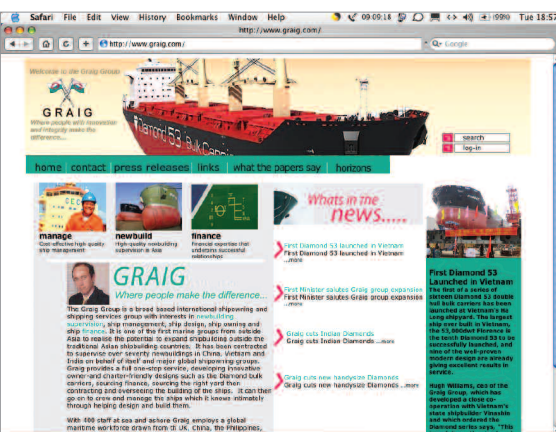 Safari File Edit View History Bookmarks Window Help 09:09:18 (99%) Tue 18:57
http://www.graig.com/
http://www.graig.com/
Google
Welcome to the Graig Group
GRAIG
Where people with innovation
and integrity make the
difference...
Diamond 53 Bulk Carrier
search
log-in
home contact press releases links what the papers say horizons
manage
Cost-effective high quality
ship management
newbuild
High-quality newbuilding
supervision in Asia
finance
Financial expertise that
understands successful
relationships
GRAIG
Where people make the difference...
The Graig Group is a broad based international shipowning and
shipping services group with interests in newbuilding
supervision, ship management, ship design, ship owning and
ship finance. It is one of the first marine groups from outside
Asia to realise the potential to expand shipbuilding outside the
traditional Asian shipbuilding countries. It has been contracted
to supervise over seventy newbuildings in China, Vietnam and
India on behalf of itself and major global shipowning groups.
Graig provides a full one-stop service, developing innovative
owner-and charter-friendly designs such as the Diamond bulk
carriers, sourcing finance, sourcing the right yard then
contracting and overseeing the building of the ships. It can then
go on to crew and manage the ships which it knows intimately
through helping design and build them.
With 400 staff at sea and ashore Graig employs a global
maritime workforce drawn from th UK, China, the Philippines,
Whats in the
news.....
First Diamond 53 launched in Vietnam
First Diamond 53 launched in Vietnam
...more
First Minister salutes Graig group expansion
First Minister salutes Graig group expansion
...more
Graig cuts Indian Diamonds
Graig cuts Indian Diamonds ...more
Graig cuts new handysize Diamonds
Graig cuts new handysize Diamonds ...more
First Diamond 53
Launched in Vietnam
The first of a series of
sixteen Diamond 53 double
hull bulk carriers has been
launched at Vietnam's Ha
Long shipyard. The largest
ship ever built in Vietnam,
the 53,000dwt Florence is
the tenth Diamond 53 to be
successfully launched, and
nine of the well-proven
modern design are already
giving excellent results in
service.
Hugh Williams, ceo of the
Graig Group, which has
developed a close co-
operation with Vietnam's
state shipbuilder Vinashin
and which ordered the
Diamond series says, "This